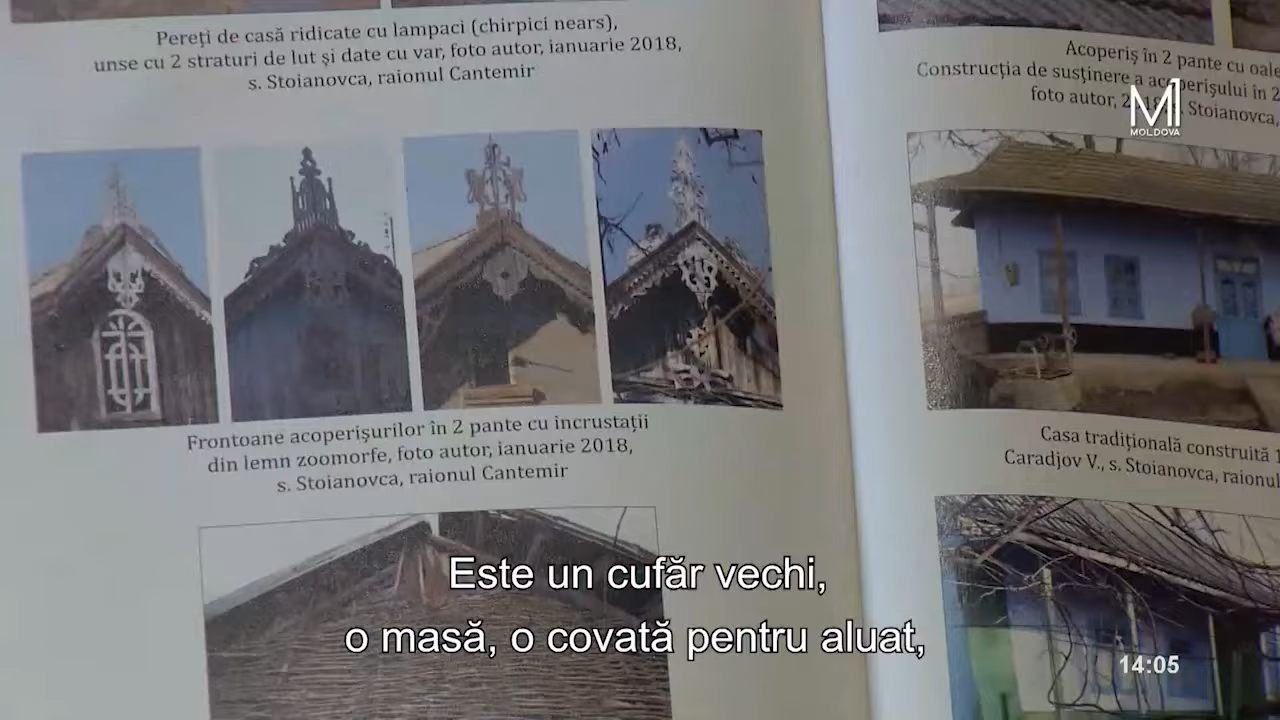 Pereți de casă ridicate cu lampaci (chirpici nears),
unse cu 2 straturi de lut și date cu var, foto autor, ianuarie 2018,
s. Stoianovca, raionul Cantemir
Frontoane acoperișurilor în 2 pante cu incrustații
din lemn zoomorfe, foto autor, ianuarie 2018,
s. Stoianovca, raionul Cantemir
Acoperiș în 2 pante cu oale
Construcția de susținere a acoperișului în 2
foto autor, Stoianovca,
M1
MOLDOVA
Casa tradițională construită 1
Caradjov V., s. Stoianovca, raionul
Este un cufăr vechi,
o masă, o covată pentru aluat,
14:05